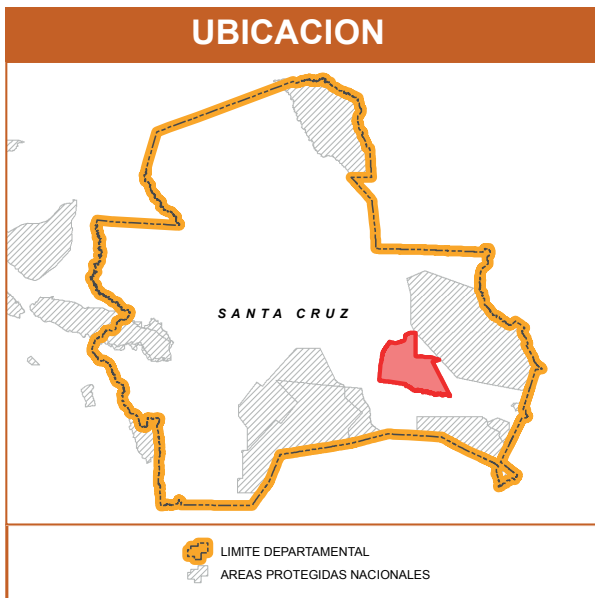 UBICACION
SANTA CRUZ
LIMITE DEPARTAMENTAL
AREAS PROTEGIDAS NACIONALES